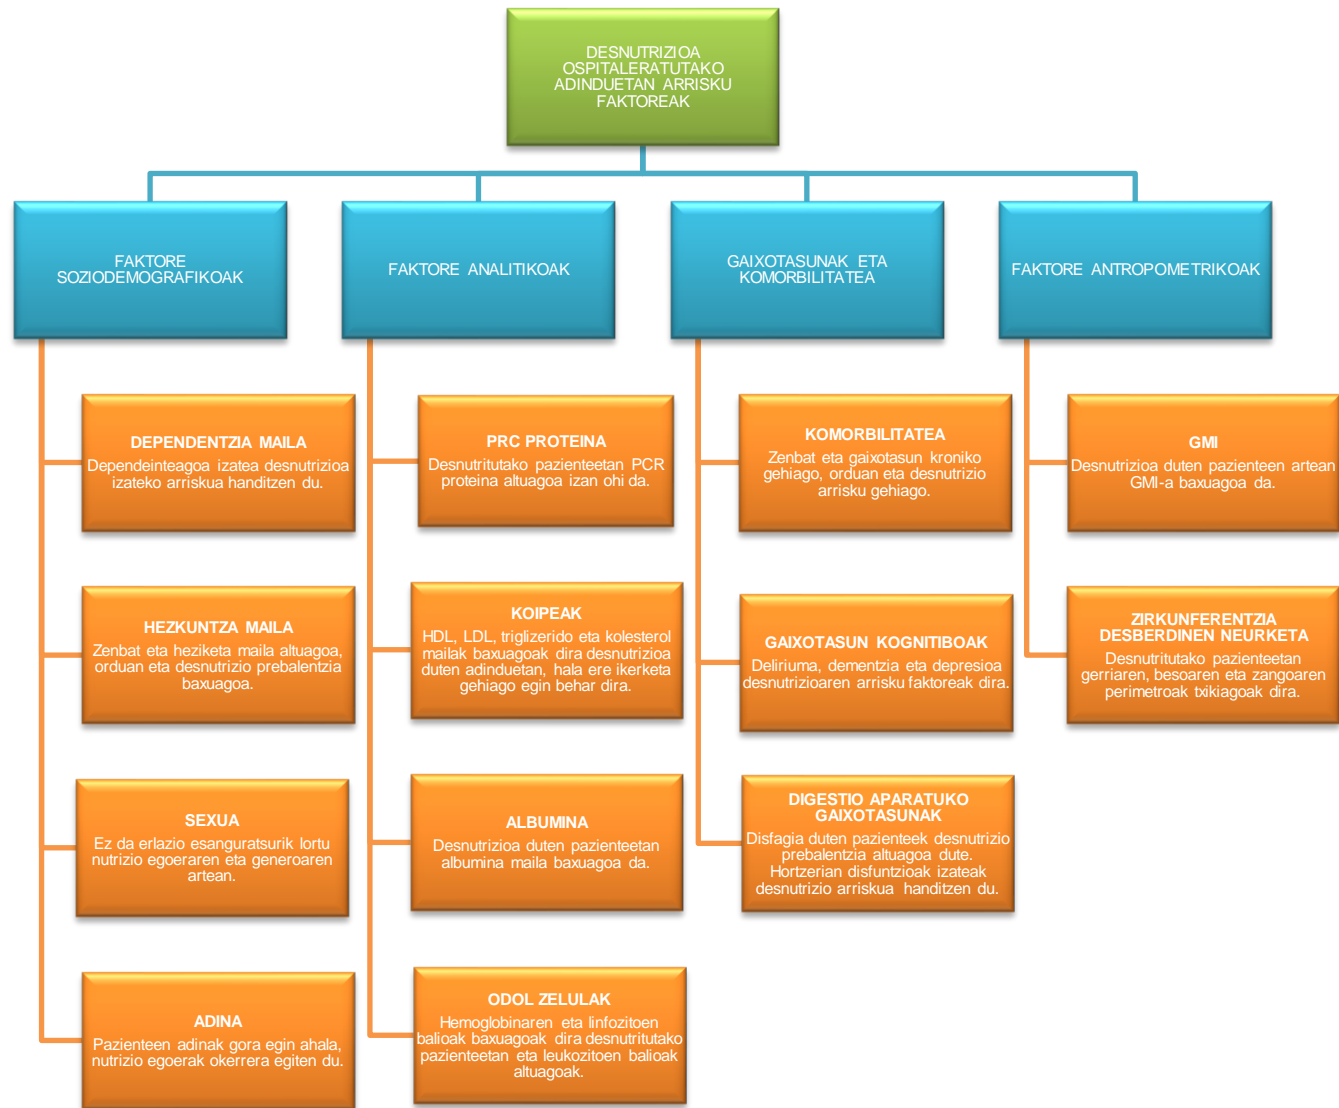 DESNUTRIZIOA
OSPITALERATUTAKO
ADINDUETAN ARRISKU
FAKTOREAK
FAKTORE
SOZIODEMOGRAFIKOAK
DEPENDENTZIA MAILA
Dependeinteagoa izatea desnutrizioa
izateko arriskua handitzen du.
HEZKUNTZA MAILA
Zenbat eta heziketa maila altuagoa,
orduan eta desnutrizio prebalentzia
baxuagoa.
SEXUA
Ez da erlazio esanguratsurik lortu
nutrizio egoeraren eta generoaren
artean.
ADINA
Pazienteen adinak gora egin ahala,
nutrizio egoerak okerrera egiten du.
FAKTORE ANALITIKOAK
PRC PROTEINA
Desnutritutako pazienteetan PCR
proteina altuagoa izan ohi da.
KOIPEAK
HDL, LDL, triglizerido eta kolesterol
mailak baxuagoak dira desnutrizioa
duten adinduetan, hala ere ikerketa
gehiago egin behar dira.
ALBUMINA
Desnutrizioa duten pazienteetan
albumina maila baxuagoa da.
ODOL ZELULAK
Hemoglobinaren eta linfozitoen
balioak baxuagoak dira desnutritutako
pazienteetan eta leukozitoen balioak
altuagoak.
GAIXOTASUNAK ETA
KOMORBILITATEA
KOMORBILITATEA
Zenbat eta gaixotasun kroniko
gehiago, orduan eta desnutrizio
arrisku gehiago.
GAIXOTASUN KOGNITIBOAK
Deliriuma, dementzia eta depresioa
desnutrizioaren arrisku faktoreak dira.
DIGESTIO APARATUKO
GAIXOTASUNAK
Disfagia duten pazienteek desnutrizio
prebalentzia altuagoa dute.
Hortzerian disfuntzioak izateak
desnutrizio arriskua handitzen du.
FAKTORE ANTROPOMETRIKOAK
GMI
Desnutrizioa duten pazienteen artean
GMI-a baxuagoa da.
ZIRKUNFERENTZIA
DESBERDINEN NEURKETA
Desnutritutako pazienteetan
gerriaren, besoaren eta zangoaren
perimetroak txikiagoak dira.